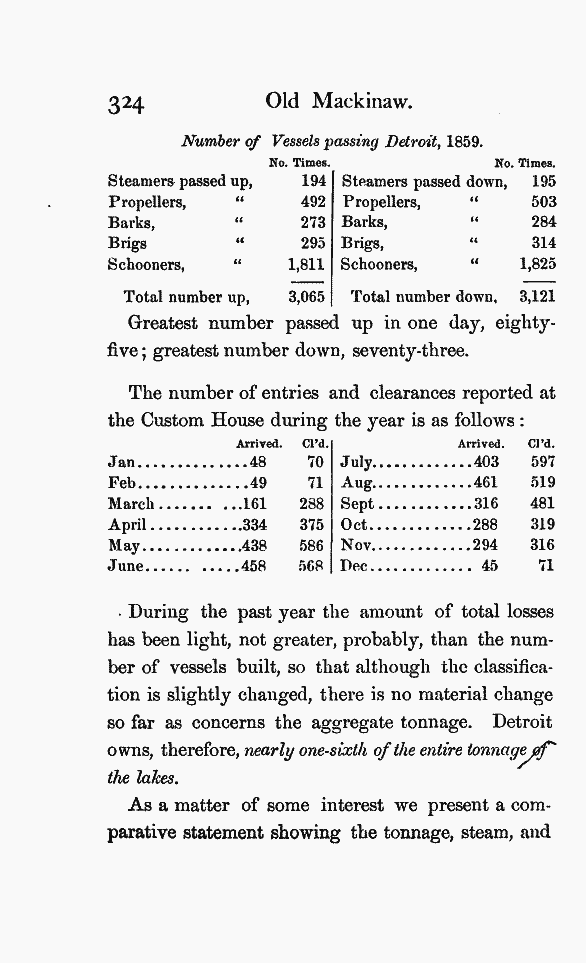 324 Old Mackinaw.
Number of Vessels passing Detroit, 1859.
No. Times. No. Times.
Steamers passed up, 194 Steamers passed down, 195
Propellers, “ 492 Propellers, “ 503
Barks, “ 273 Barks, “ 284
Brigs “ 295 Brigs, “ 314
Schooners, “ 1,811 Schooners, “ 1,825
Total number up, 3,065 Total number down, 3,121
Greatest number passed up in one day, eighty-
five; greatest number down, seventy-three.
The number of entries and clearances reported at
the Custom House during the year is as follows:
Arrived. Cl'd. Arrived. Cl'd.
Jan..............48 70 July.............403 597
Feb..............49 71 Aug.............461 519
March....... ...161 288 Sept............316 481
April............334 375 Oct.............288 319
May.............438 586 Nov.............294 316
June...... .....458 568 Dec............. 45 71
During the past year the amount of total losses
has been light, not greater, probably, than the num-
ber of vessels built, so that although the classifica-
tion is slightly changed, there is no material change
so far as concerns the aggregate tonnage. Detroit
owns, therefore, nearly one-sixth of the entire tonnage of
the lakes.
As a matter of some interest we present a com-
parative statement showing the tonnage, steam, and